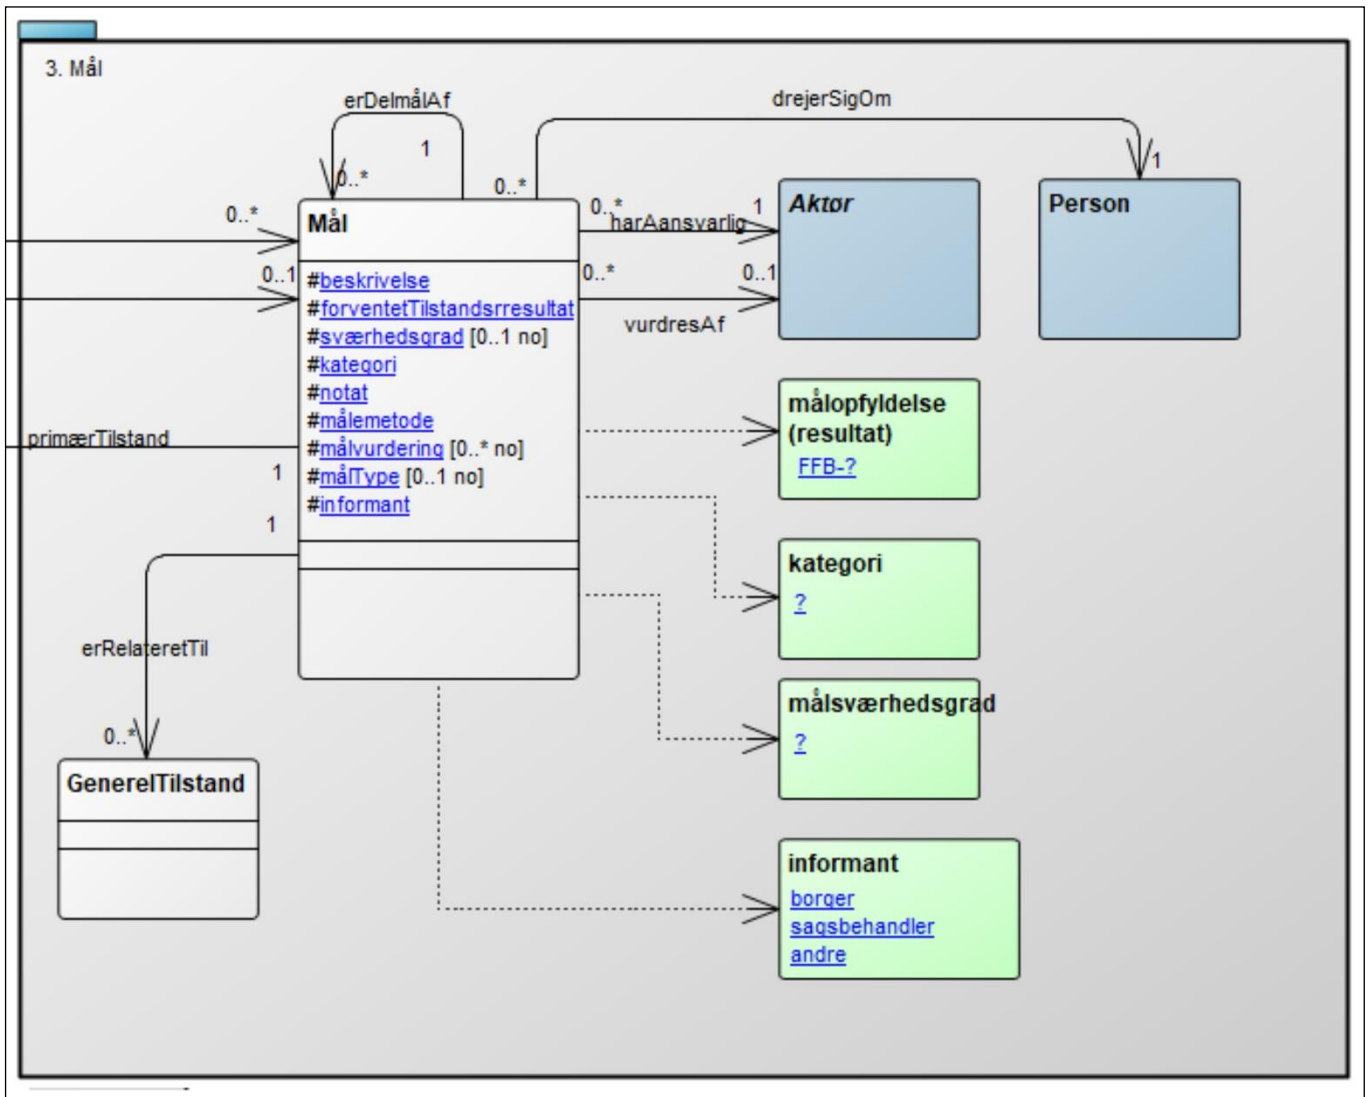 3. Mål
erDelmålAf
1
0..*
drejerSigOm
0..*
1
0..*
0..1
Mål
#beskrivelse
#forventetTilstandsrresultat
#sværhedsgrad [0..1 no]
#kategori
#notat
#målemetode
#målvurdering [0..* no]
#målType [0..1 no]
#informant
0..*
harAansvarlig
1
0..*
0..1
vurdresAf
Aktør
Person
primærTilstand
1
1
erRelateretTil
0..*
GenerelTilstand
målopfyldelse
(resultat)
FFB-?
kategori
?
målsværhedsgrad
?
informant
borger
sagsbehandler
andre